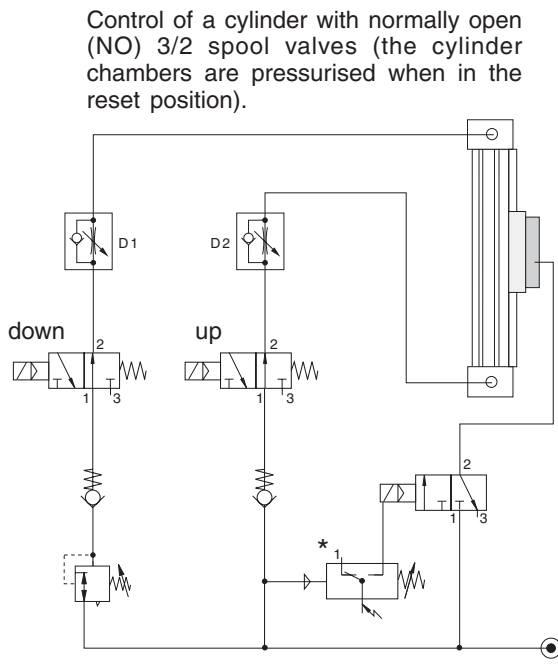 Control of a cylinder with normally open
(NO) 3/2 spool valves (the cylinder
chambers are pressurised when in the
reset position).
D1
D2
down
up
2
2
1
3
1
3
2
1
3
*
1